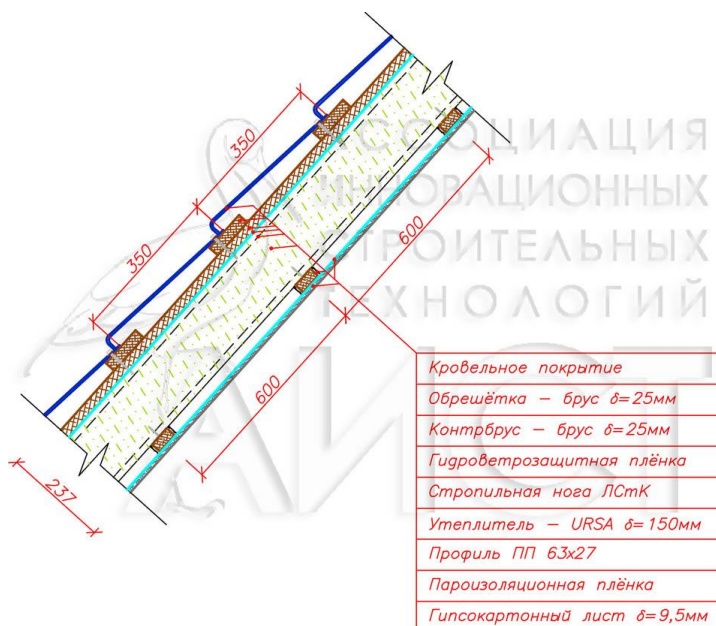 АССОЦИАЦИЯ
ИННОВАЦИОННЫХ
СТРОИТЕЛЬНЫХ
ТЕХНОЛОГИЙ
АИСТ
350
350
600
600
237
Кровельное покрытие
Обрешётка – брус δ=25мм
Контрбрус – брус δ=25мм
Гидроветрозащитная плёнка
Стропильная нога ЛСтК
Утеплитель – URSA δ=150мм
Профиль ПП 63х27
Пароизоляционная плёнка
Гипсокартонный лист δ=9,5мм